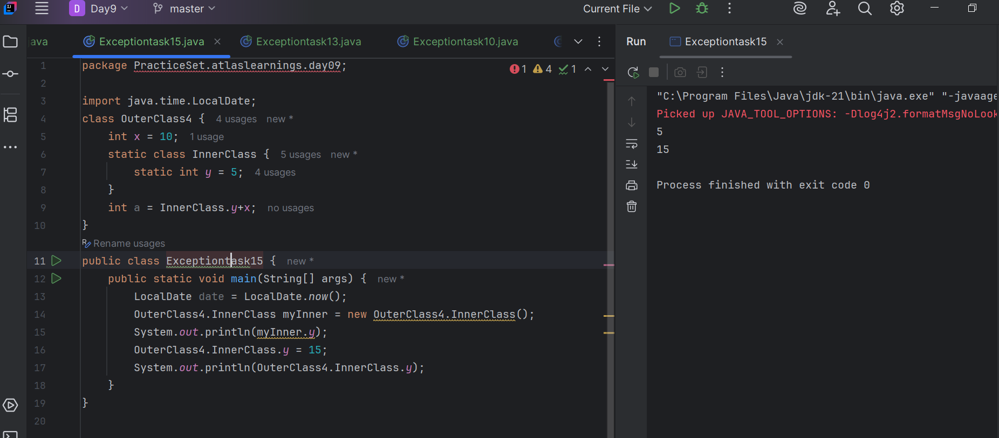 D Day9 master Current File
ava Exceptiontask15.java Exceptiontask13.java Exceptiontask10.java
Run Exceptiontask15
1 4 1
1 package PracticeSet.atlaslearnings.day09;
2
3 import java.time.LocalDate;
4 class OuterClass4 { 4 usages new *
5 int x = 10; 1 usage
6 static class InnerClass { 5 usages new *
7 static int y = 5; 4 usages
8 }
9 int a = InnerClass.y+x; no usages
10 }
Rename usages
11 public class Exceptiontask15 { new *
12 public static void main(String[] args) { new *
13 LocalDate date = LocalDate.now();
14 OuterClass4.InnerClass myInner = new OuterClass4.InnerClass();
15 System.out.println(myInner.y);
16 OuterClass4.InnerClass.y = 15;
17 System.out.println(OuterClass4.InnerClass.y);
18 }
19 }
20
"C:\Program Files\Java\jdk-21\bin\java.exe" "-javaage
Picked up JAVA_TOOL_OPTIONS: -Dlog4j2.formatMsgNoLook
5
15
Process finished with exit code 0